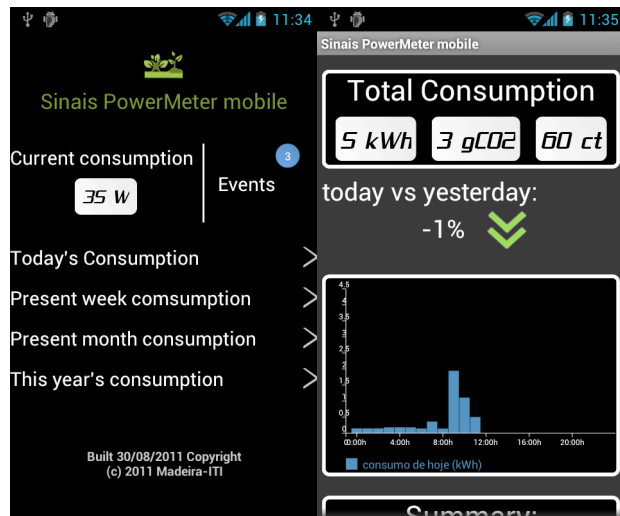 11:34
Sinais PowerMeter mobile
Current consumption
3
35 W
Events
Today's Consumption
Present week comsumption
Present month consumption
This year's consumption
Built 30/08/2011 Copyright
(c) 2011 Madeira-ITI
11:35
Sinais PowerMeter mobile
Total Consumption
5 kWh 3 gCO2 60 ct
today vs yesterday:
-1%
4,5
4
3,5
3
2,5
2
1,5
1
0,5
0
00:00h 4:00h 8:00h 12:00h 16:00h 20:00h
consumo de hoje (kWh)
Summary: